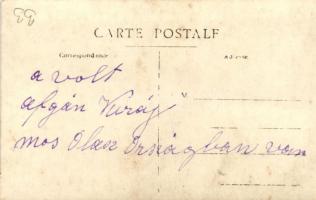 CARTE POSTALE
Correspondance
Adresse
a volt
afgán Király
mos Olasz Országban van